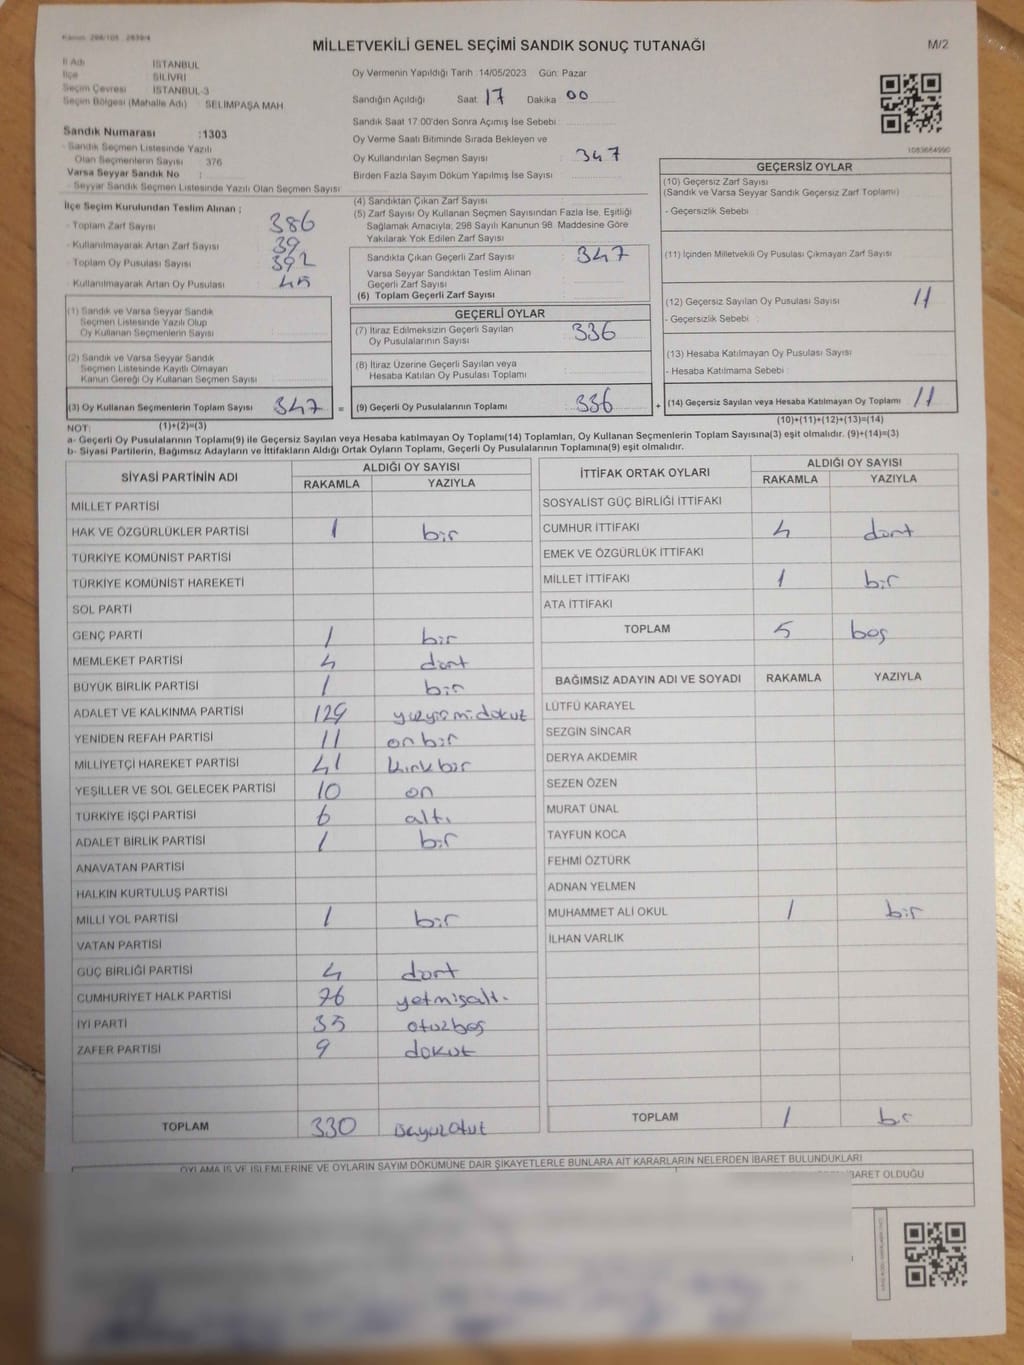 Kanun: 298/105 , 2839/4
MİLLETVEKİLİ GENEL SEÇİMİ SANDIK SONUÇ TUTANAĞI
M/2
İl Adı İSTANBUL
İlçe SİLİVRİ
Seçim Çevresi İSTANBUL-3
Seçim Bölgesi (Mahalle Adı) SELİMPAŞA MAH
Sandık Numarası :1303
- Sandık Seçmen Listesinde Yazılı
Olan Seçmenlerin Sayısı 376
Varsa Seyyar Sandık No :
- Seyyar Sandık Seçmen Listesinde Yazılı Olan Seçmen Sayısı
Oy Vermenin Yapıldığı Tarih :14/05/2023 Gün: Pazar
Sandığın Açıldığı Saat 17 Dakika 00
Sandık Saat 17:00'den Sonra Açımış İse Sebebi :
Oy Verme Saati Bitiminde Sırada Bekleyen ve
Oy Kullandırılan Seçmen Sayısı : 347
Birden Fazla Sayım Döküm Yapılmış İse Sayısı :
1083664990
İlçe Seçim Kurulundan Teslim Alınan ;
- Toplam Zarf Sayısı 386
- Kullanılmayarak Artan Zarf Sayısı 39
- Toplam Oy Pusulası Sayısı 392
- Kullanılmayarak Artan Oy Pusulası 45
(4) Sandıktan Çıkan Zarf Sayısı :
(5) Zarf Sayısı Oy Kullanan Seçmen Sayısından Fazla İse, Eşitliği
Sağlamak Amacıyla, 298 Sayılı Kanunun 98. Maddesine Göre
Yakılarak Yok Edilen Zarf Sayısı :
Sandıkta Çıkan Geçerli Zarf Sayısı : 347
Varsa Seyyar Sandıktan Teslim Alınan
Geçerli Zarf Sayısı :
(6) Toplam Geçerli Zarf Sayısı :
GEÇERSİZ OYLAR
(10) Geçersiz Zarf Sayısı
(Sandık ve Varsa Seyyar Sandık Geçersiz Zarf Toplamı)
- Geçersizlik Sebebi :
(11) İçinden Milletvekili Oy Pusulası Çıkmayan Zarf Sayısı
(12) Geçersiz Sayılan Oy Pusulası Sayısı 11
- Geçersizlik Sebebi :
(13) Hesaba Katılmayan Oy Pusulası Sayısı
- Hesaba Katılmama Sebebi :
(14) Geçersiz Sayılan veya Hesaba Katılmayan Oy Toplamı 11
(10)+(11)+(12)+(13)=(14)
(1) Sandık ve Varsa Seyyar Sandık
Seçmen Listesinde Yazılı Olup
Oy Kullanan Seçmenlerin Sayısı :
(2) Sandık ve Varsa Seyyar Sandık
Seçmen Listesinde Kayıtlı Olmayan
Kanun Gereği Oy Kullanan Seçmen Sayısı :
(3) Oy Kullanan Seçmenlerin Toplam Sayısı 347 =
(1)+(2)=(3)
GEÇERLİ OYLAR
(7) İtiraz Edilmeksizin Geçerli Sayılan
Oy Pusulalarının Sayısı : 336
(8) İtiraz Üzerine Geçerli Sayılan veya
Hesaba Katılan Oy Pusulası Toplamı :
(9) Geçerli Oy Pusulalarının Toplamı : 336 +
NOT:
a- Geçerli Oy Pusulalarının Toplamı(9) ile Geçersiz Sayılan veya Hesaba katılmayan Oy Toplamı(14) Toplamları, Oy Kullanan Seçmenlerin Toplam Sayısına(3) eşit olmalıdır. (9)+(14)=(3)
b- Siyasi Partilerin, Bağımsız Adayların ve İttifakların Aldığı Ortak Oyların Toplamı, Geçerli Oy Pusulalarının Toplamına(9) eşit olmalıdır.
SİYASİ PARTİNİN ADI ALDIĞI OY SAYISI
RAKAMLA YAZIYLA
MİLLET PARTİSİ
HAK VE ÖZGÜRLÜKLER PARTİSİ 1 bir
TÜRKİYE KOMÜNİST PARTİSİ
TÜRKİYE KOMÜNİST HAREKETİ
SOL PARTİ
GENÇ PARTİ 1 bir
MEMLEKET PARTİSİ 4 dört
BÜYÜK BİRLİK PARTİSİ 1 bir
ADALET VE KALKINMA PARTİSİ 129 yüzyirmidokuz
YENİDEN REFAH PARTİSİ 11 onbir
MİLLİYETÇİ HAREKET PARTİSİ 41 kırkbir
YEŞİLLER VE SOL GELECEK PARTİSİ 10 on
TÜRKİYE İŞÇİ PARTİSİ 6 altı
ADALET BİRLİK PARTİSİ 1 bir
ANAVATAN PARTİSİ
HALKIN KURTULUŞ PARTİSİ
MİLLİ YOL PARTİSİ 1 bir
VATAN PARTİSİ
GÜÇ BİRLİĞİ PARTİSİ 4 dört
CUMHURİYET HALK PARTİSİ 76 yetmişaltı
İYİ PARTİ 35 otuzbeş
ZAFER PARTİSİ 9 dokuz
TOPLAM 330 üçyüzotuz
İTTİFAK ORTAK OYLARI ALDIĞI OY SAYISI
RAKAMLA YAZIYLA
SOSYALİST GÜÇ BİRLİĞİ İTTİFAKI
CUMHUR İTTİFAKI 4 dört
EMEK VE ÖZGÜRLÜK İTTİFAKI
MİLLET İTTİFAKI 1 bir
ATA İTTİFAKI
TOPLAM 5 beş
BAĞIMSIZ ADAYIN ADI VE SOYADI RAKAMLA YAZIYLA
LÜTFÜ KARAYEL
SEZGİN SİNCAR
DERYA AKDEMİR
SEZEN ÖZEN
MURAT ÜNAL
TAYFUN KOCA
FEHMİ ÖZTÜRK
ADNAN YELMEN
MUHAMMET ALİ OKUL 1 bir
İLHAN VARLIK
TOPLAM 1 bir
OYLAMA İŞ VE İŞLEMLERİNE VE OYLARIN SAYIM DÖKÜMÜNE DAİR ŞİKAYETLERLE BUNLARA AİT KARARLARIN NELERDEN İBARET BULUNDUKLARI
İBARET OLDUĞU